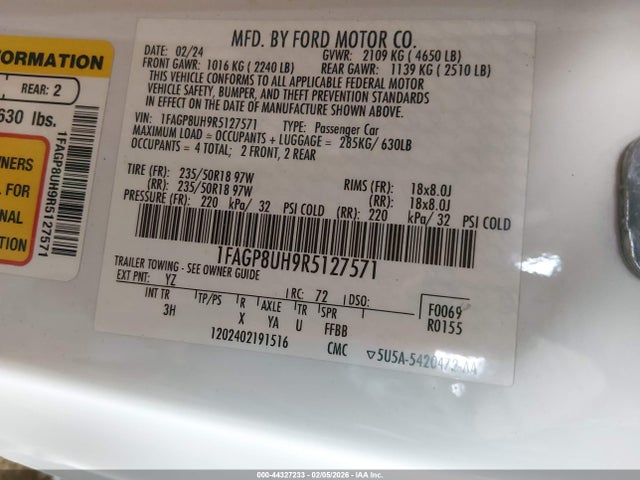 FORMATION
REAR: 2
630 lbs.
1FAGP8UH9R5127571
WNERS
L FOR
ONAL
TION
MFD. BY FORD MOTOR CO.
DATE: 02/24 GVWR: 2109 KG ( 4650 LB)
FRONT GAWR: 1016 KG ( 2240 LB) REAR GAWR: 1139 KG ( 2510 LB)
THIS VEHICLE CONFORMS TO ALL APPLICABLE FEDERAL MOTOR
VEHICLE SAFETY, BUMPER, AND THEFT PREVENTION STANDARDS
IN EFFECT ON THE DATE OF MANUFACTURE SHOWN ABOVE.
VIN: 1FAGP8UH9R5127571 TYPE: Passenger Car
MAXIMUM LOAD = OCCUPANTS + LUGGAGE = 285KG/ 630LB
OCCUPANTS = 4 TOTAL; 2 FRONT, 2 REAR
TIRE (FR): 235/50R18 97W RIMS (FR): 18x8.0J
(RR): 235/50R18 97W (RR): 18x8.0J
PRESSURE (FR): 220 kPa/ 32 PSI COLD (RR): 220 kPa/ 32 PSI COLD
1FAGP8UH9R5127571
TRAILER TOWING - SEE OWNER GUIDE
EXT PNT: YZ RC: 72 DSO:
INT TR TP/PS R AXLE TR SPR F0069
3H X YA U FFBB R0155
1202402191516 CMC ▽5U5A-5420472-AA
000-44327233 - 02/05/2026 - IAA Inc.